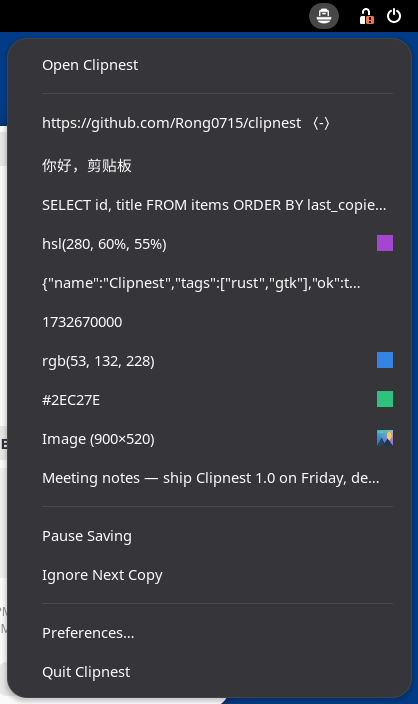 Open Clipnest
https://github.com/Rong0715/clipnest 〈-〉
你好，剪贴板
SELECT id, title FROM items ORDER BY last_copie...
hsl(280, 60%, 55%)
{"name":"Clipnest","tags":["rust","gtk"],"ok":t...
1732670000
rgb(53, 132, 228)
#2EC27E
Image (900×520)
Meeting notes — ship Clipnest 1.0 on Friday, de...
Pause Saving
Ignore Next Copy
Preferences...
Quit Clipnest